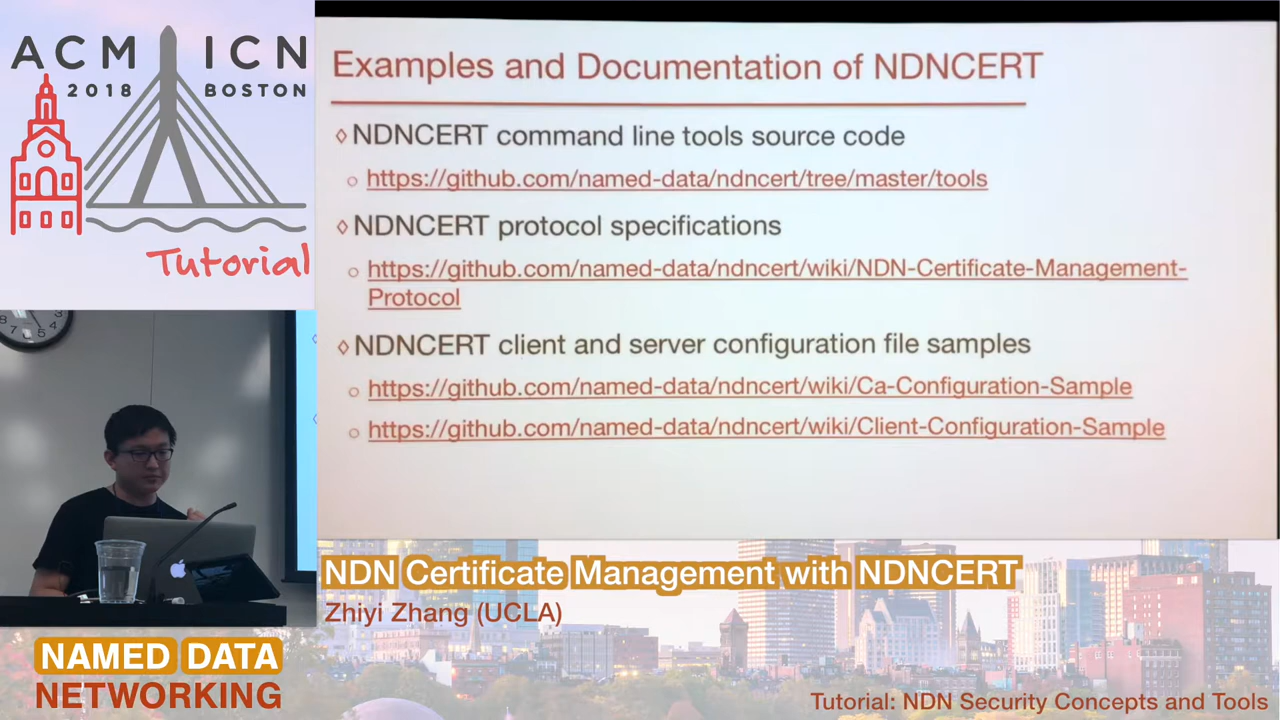 ACM ICN
2018 BOSTON
Tutorial
Examples and Documentation of NDNCERT
◊ NDNCERT command line tools source code
○ https://github.com/named-data/ndncert/tree/master/tools
◊ NDNCERT protocol specifications
○ https://github.com/named-data/ndncert/wiki/NDN-Certificate-Management-
Protocol
◊ NDNCERT client and server configuration file samples
○ https://github.com/named-data/ndncert/wiki/Ca-Configuration-Sample
○ https://github.com/named-data/ndncert/wiki/Client-Configuration-Sample
NDN Certificate Management with NDNCERT
Zhiyi Zhang (UCLA)
NAMED DATA
NETWORKING
Tutorial: NDN Security Concepts and Tools